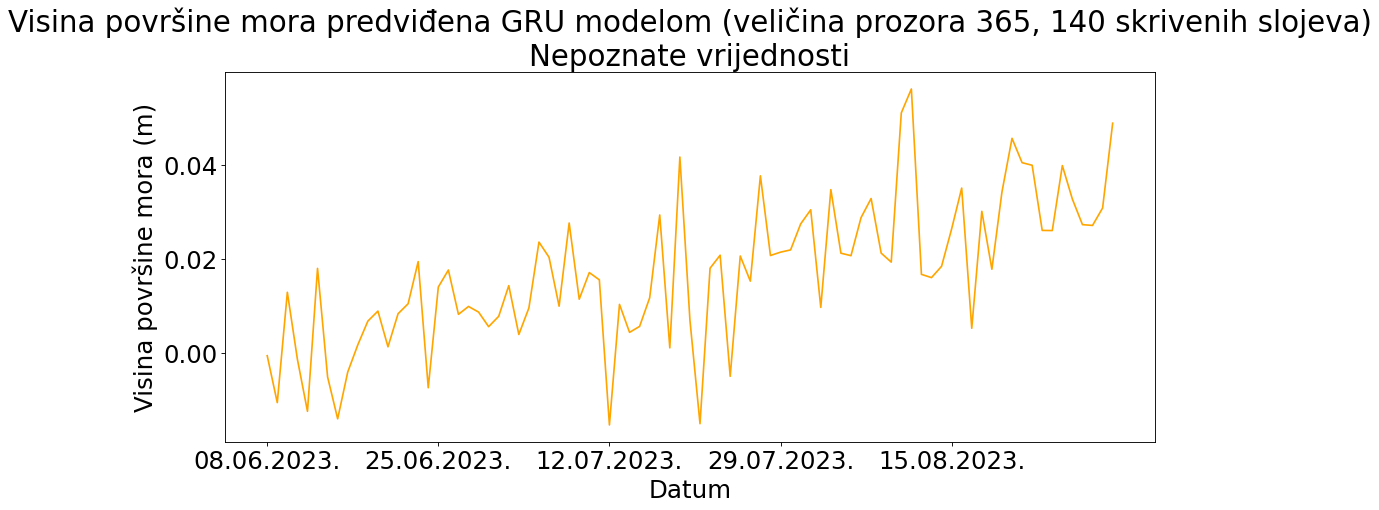 Visina površine mora predviđena GRU modelom (veličina prozora 365, 140 skrivenih slojeva)
Nepoznate vrijednosti
Visina površine mora (m)
0.04
0.02
0.00
08.06.2023. 25.06.2023. 12.07.2023. 29.07.2023. 15.08.2023.
Datum